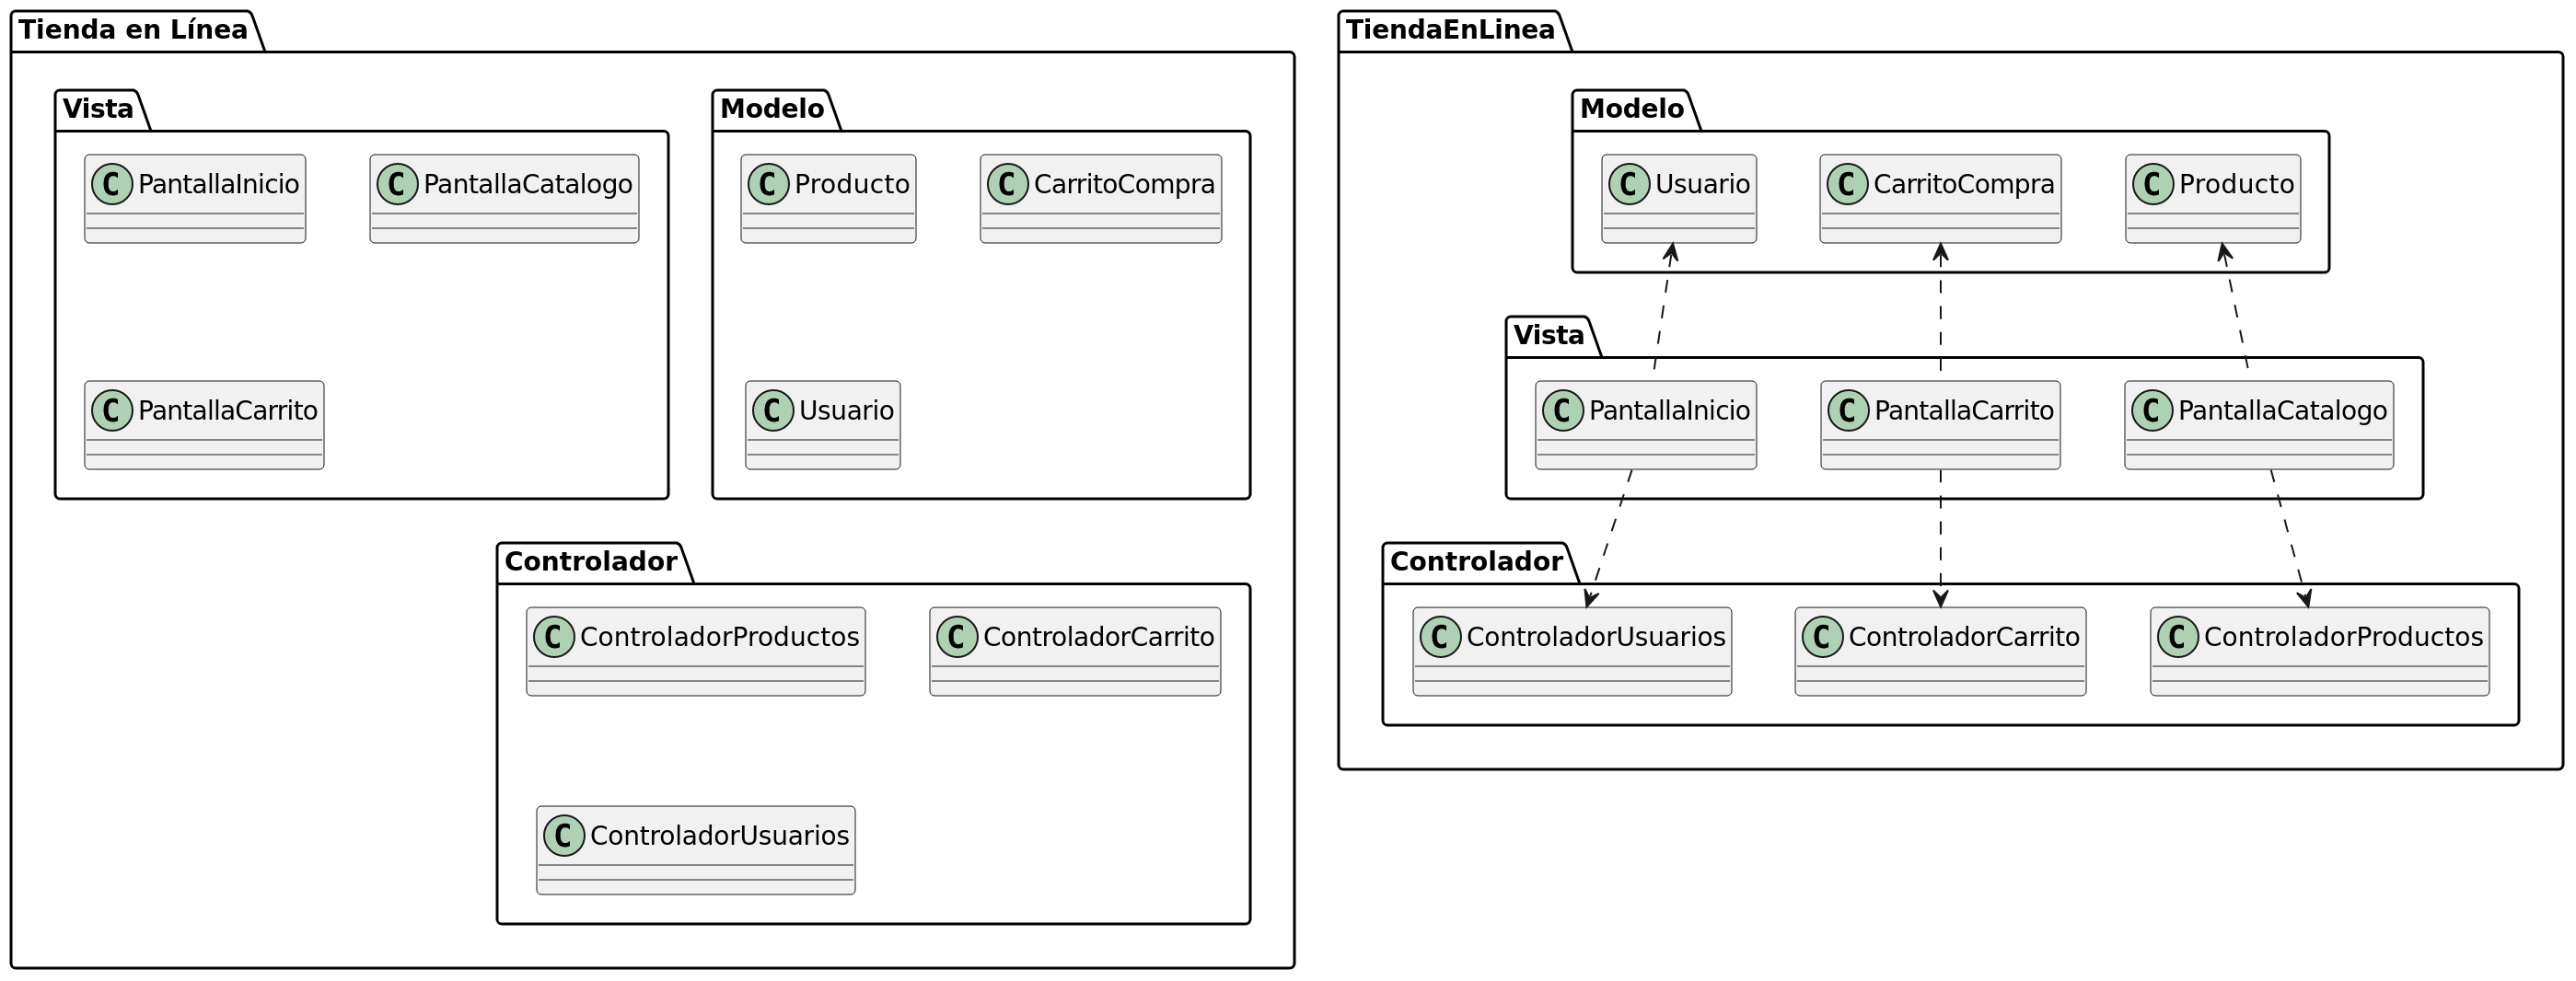 Tienda en Línea
Vista
C PantallaInicio
C PantallaCatalogo
C PantallaCarrito
Modelo
C Producto
C CarritoCompra
C Usuario
Controlador
C ControladorProductos
C ControladorCarrito
C ControladorUsuarios
TiendaEnLinea
Modelo
C Usuario
C CarritoCompra
C Producto
Vista
C PantallaInicio
C PantallaCarrito
C PantallaCatalogo
Controlador
C ControladorUsuarios
C ControladorCarrito
C ControladorProductos